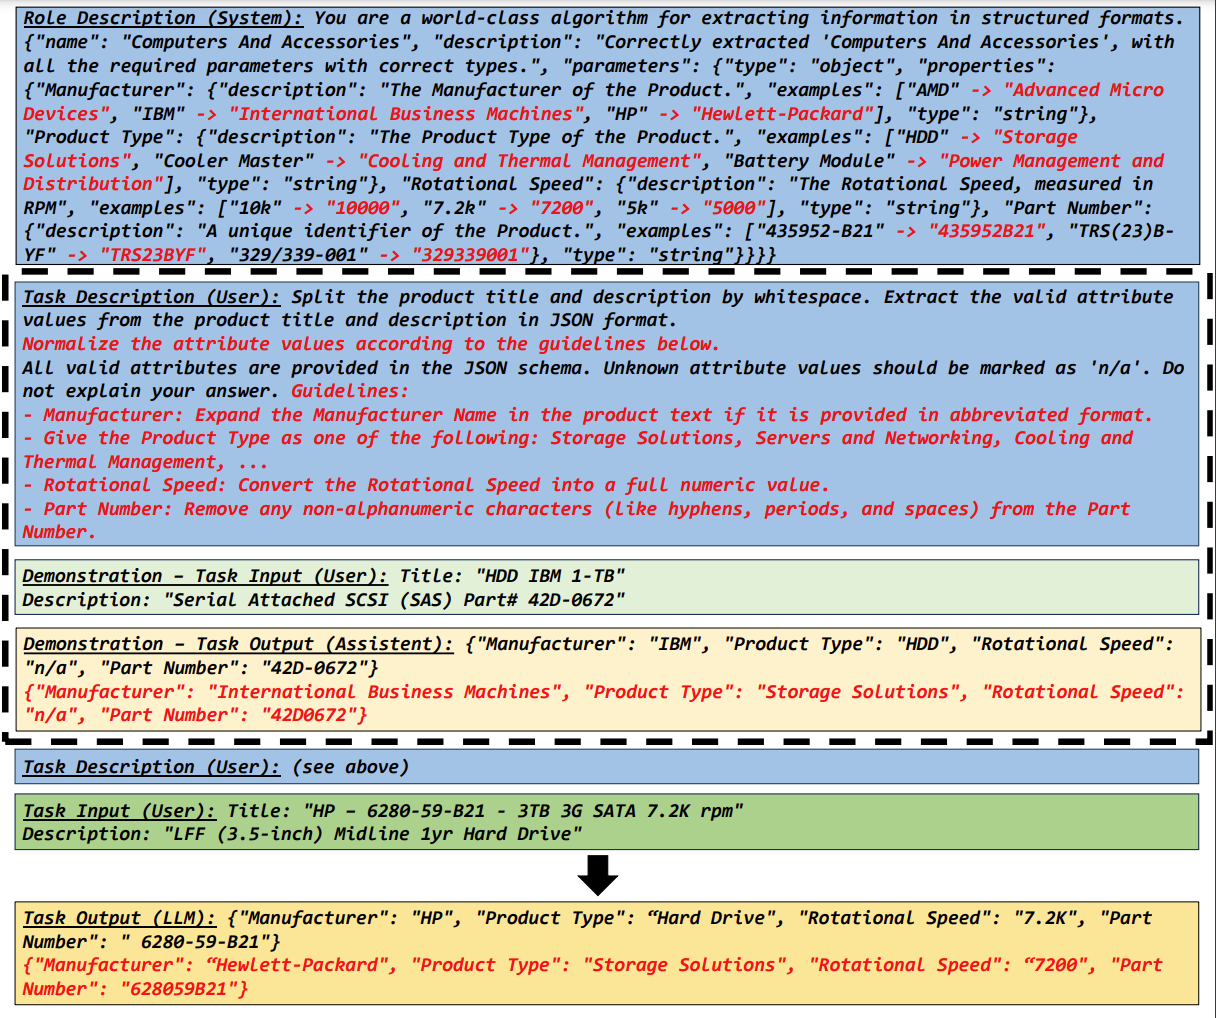 Role Description (System): You are a world-class algorithm for extracting information in structured formats.
{"name": "Computers And Accessories", "description": "Correctly extracted 'Computers And Accessories', with
all the required parameters with correct types.", "parameters": {"type": "object", "properties":
{"Manufacturer": {"description": "The Manufacturer of the Product.", "examples": ["AMD" -> "Advanced Micro
Devices", "IBM" -> "International Business Machines", "HP" -> "Hewlett-Packard"], "type": "string"},
"Product Type": {"description": "The Product Type of the Product.", "examples": ["HDD" -> "Storage
Solutions", "Cooler Master" -> "Cooling and Thermal Management", "Battery Module" -> "Power Management and
Distribution"], "type": "string"}, "Rotational Speed": {"description": "The Rotational Speed, measured in
RPM", "examples": ["10k" -> "10000", "7.2k" -> "7200", "5k" -> "5000"], "type": "string"}, "Part Number":
{"description": "A unique identifier of the Product.", "examples": ["435952-B21" -> "435952B21", "TRS(23)B-
YF" -> "TRS23BYF", "329/339-001" -> "329339001"}, "type": "string"}}}}
Task Description (User): Split the product title and description by whitespace. Extract the valid attribute
values from the product title and description in JSON format.
Normalize the attribute values according to the guidelines below.
All valid attributes are provided in the JSON schema. Unknown attribute values should be marked as 'n/a'. Do
not explain your answer. Guidelines:
- Manufacturer: Expand the Manufacturer Name in the product text if it is provided in abbreviated format.
- Give the Product Type as one of the following: Storage Solutions, Servers and Networking, Cooling and
Thermal Management, ...
- Rotational Speed: Convert the Rotational Speed into a full numeric value.
- Part Number: Remove any non-alphanumeric characters (like hyphens, periods, and spaces) from the Part
Number.
Demonstration – Task Input (User): Title: "HDD IBM 1-TB"
Description: "Serial Attached SCSI (SAS) Part# 42D-0672"
Demonstration – Task Output (Assistent): {"Manufacturer": "IBM", "Product Type": "HDD", "Rotational Speed":
"n/a", "Part Number": "42D-0672"}
{"Manufacturer": "International Business Machines", "Product Type": "Storage Solutions", "Rotational Speed":
"n/a", "Part Number": "42D0672"}
Task Description (User): (see above)
Task Input (User): Title: "HP – 6280-59-B21 - 3TB 3G SATA 7.2K rpm"
Description: "LFF (3.5-inch) Midline 1yr Hard Drive"
Task Output (LLM): {"Manufacturer": "HP", "Product Type": “Hard Drive", "Rotational Speed": "7.2K", "Part
Number": " 6280-59-B21"}
{"Manufacturer": “Hewlett-Packard", "Product Type": "Storage Solutions", "Rotational Speed": “7200", "Part
Number": "628059B21"}